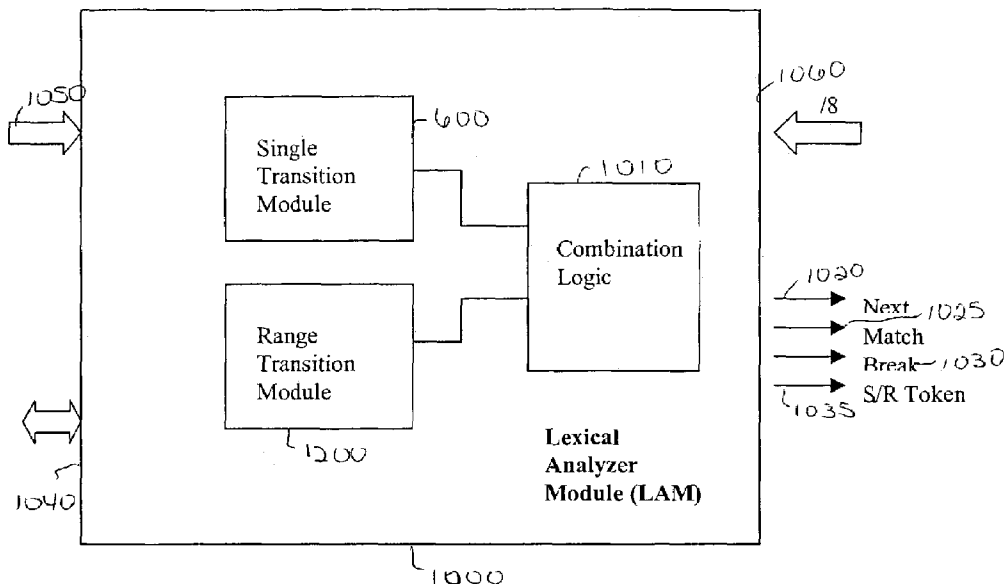 1050
600
1060
/8
Single
Transition
Module
1010
Combination
Logic
1020
Next
1025
Match
Break
1030
S/R Token
1035
Range
Transition
Module
1200
1040
Lexical
Analyzer
Module (LAM)
1000